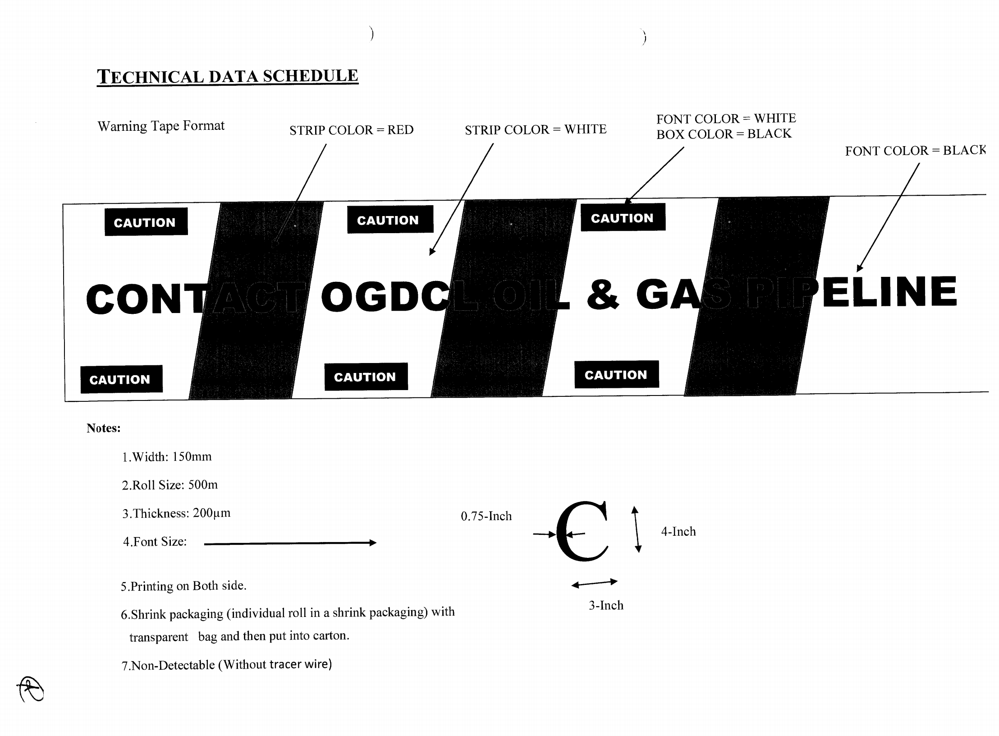 TECHNICAL DATA SCHEDULE
Warning Tape Format
STRIP COLOR = RED
STRIP COLOR = WHITE
FONT COLOR = WHITE
BOX COLOR = BLACK
FONT COLOR = BLACK
CAUTION
CAUTION
CAUTION
CONTACT OGDCL OIL & GAS PIPELINE
CAUTION
CAUTION
CAUTION
Notes:
1.Width: 150mm
2.Roll Size: 500m
3.Thickness: 200µm
0.75-Inch
C
4-Inch
4.Font Size:
3-Inch
5.Printing on Both side.
6.Shrink packaging (individual roll in a shrink packaging) with
transparent bag and then put into carton.
7.Non-Detectable (Without tracer wire)